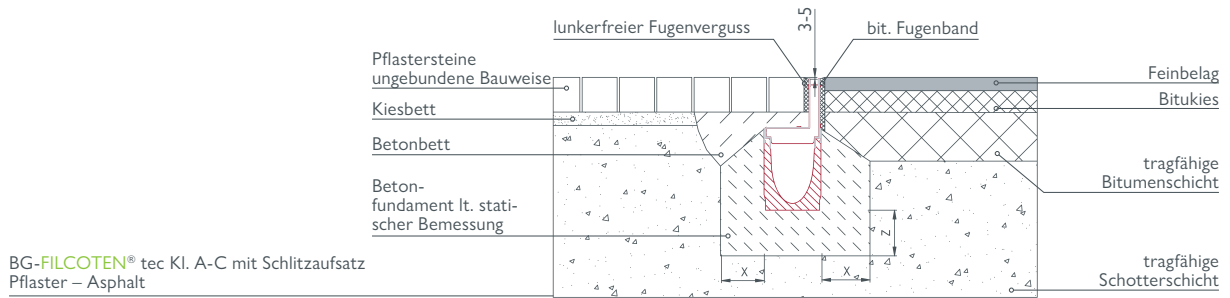 lunkerfreier Fugenverguss
3-5
bit. Fugenband
Pflastersteine
ungebundene Bauweise
Kiesbett
Betonbett
Beton-
fundament lt. stati-
scher Bemessung
Feinbelag
Bitukies
tragfähige
Bitumenschicht
tragfähige
Schotterschicht
Z
X
X
BG-FILCOTEN® tec Kl. A-C mit Schlitzaufsatz
Pflaster – Asphalt